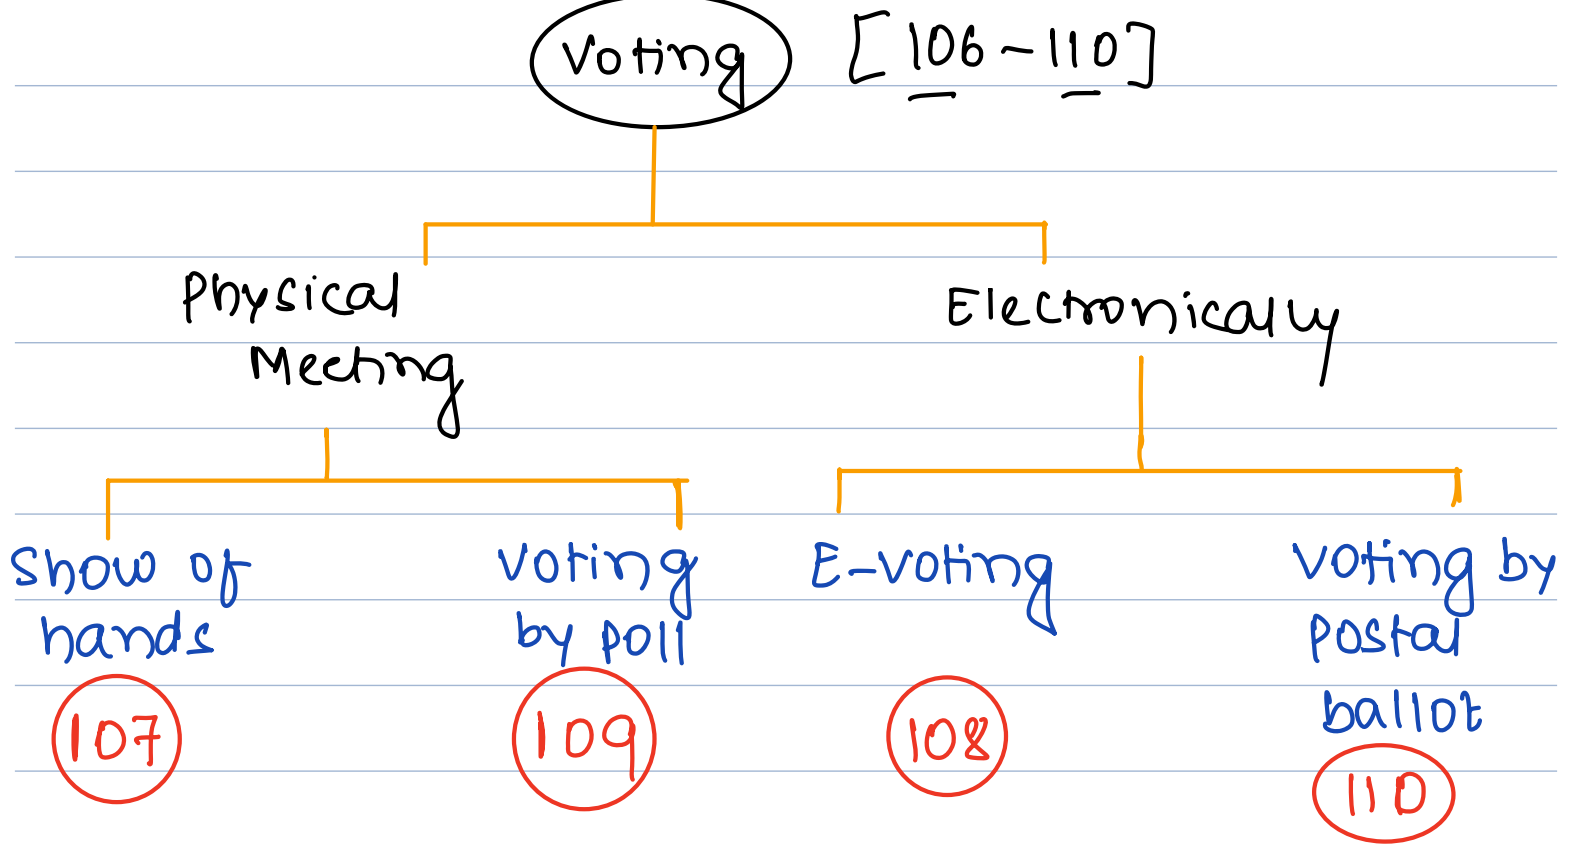 Voting [106-110]
Physical
Meeting
Electronically
Show of
hands
107
Voting
by poll
109
E-voting
108
Voting by
postal
ballot
110